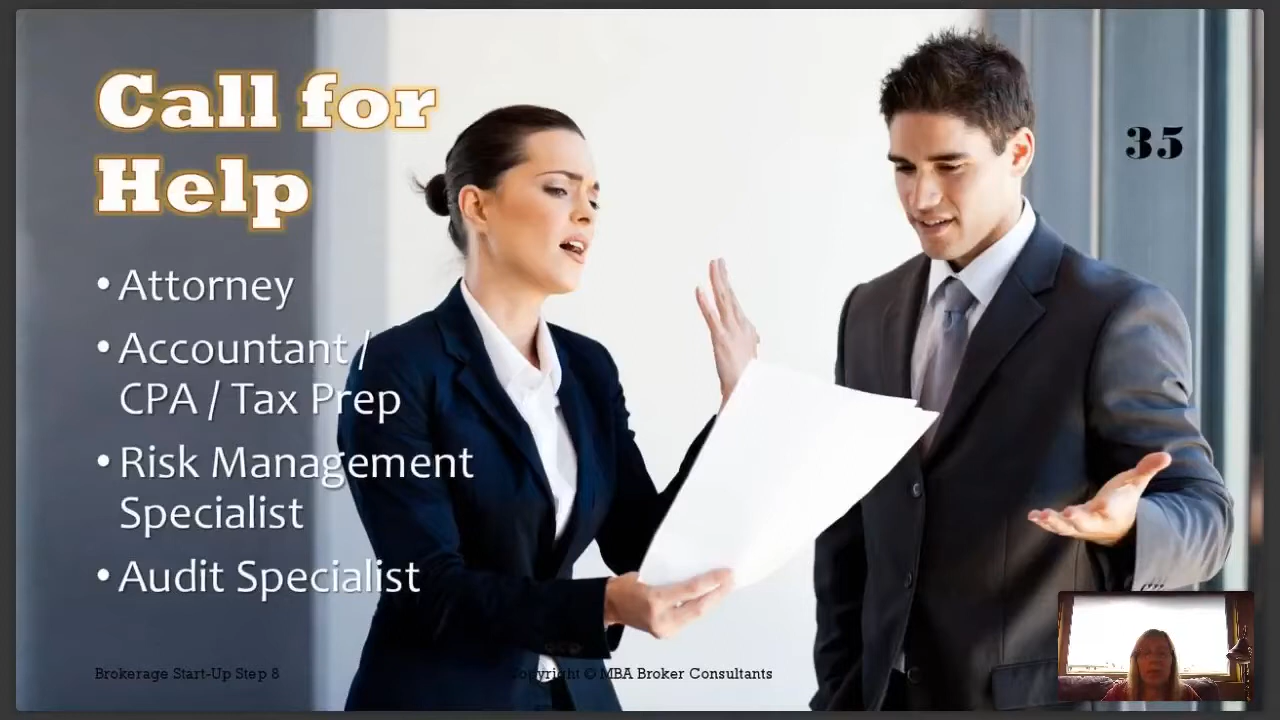 Call for
Help
35
• Attorney
• Accountant /
CPA / Tax Prep
• Risk Management
Specialist
• Audit Specialist
Brokerage Start-Up Step 8
Copyright © MBA Broker Consultants